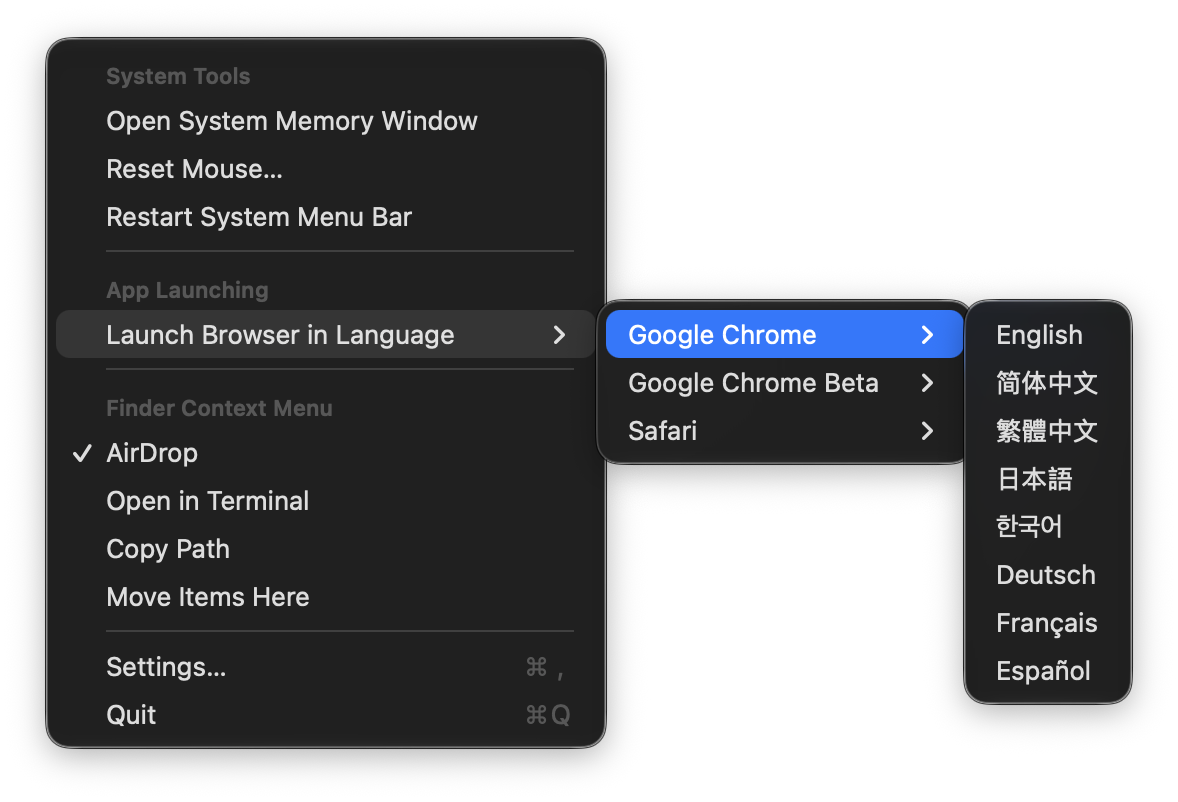 System Tools
Open System Memory Window
Reset Mouse...
Restart System Menu Bar
App Launching
Launch Browser in Language
Finder Context Menu
✓ AirDrop
Open in Terminal
Copy Path
Move Items Here
Settings... ⌘ ,
Quit ⌘Q
Google Chrome
Google Chrome Beta
Safari
English
简体中文
繁體中文
日本語
한국어
Deutsch
Français
Español